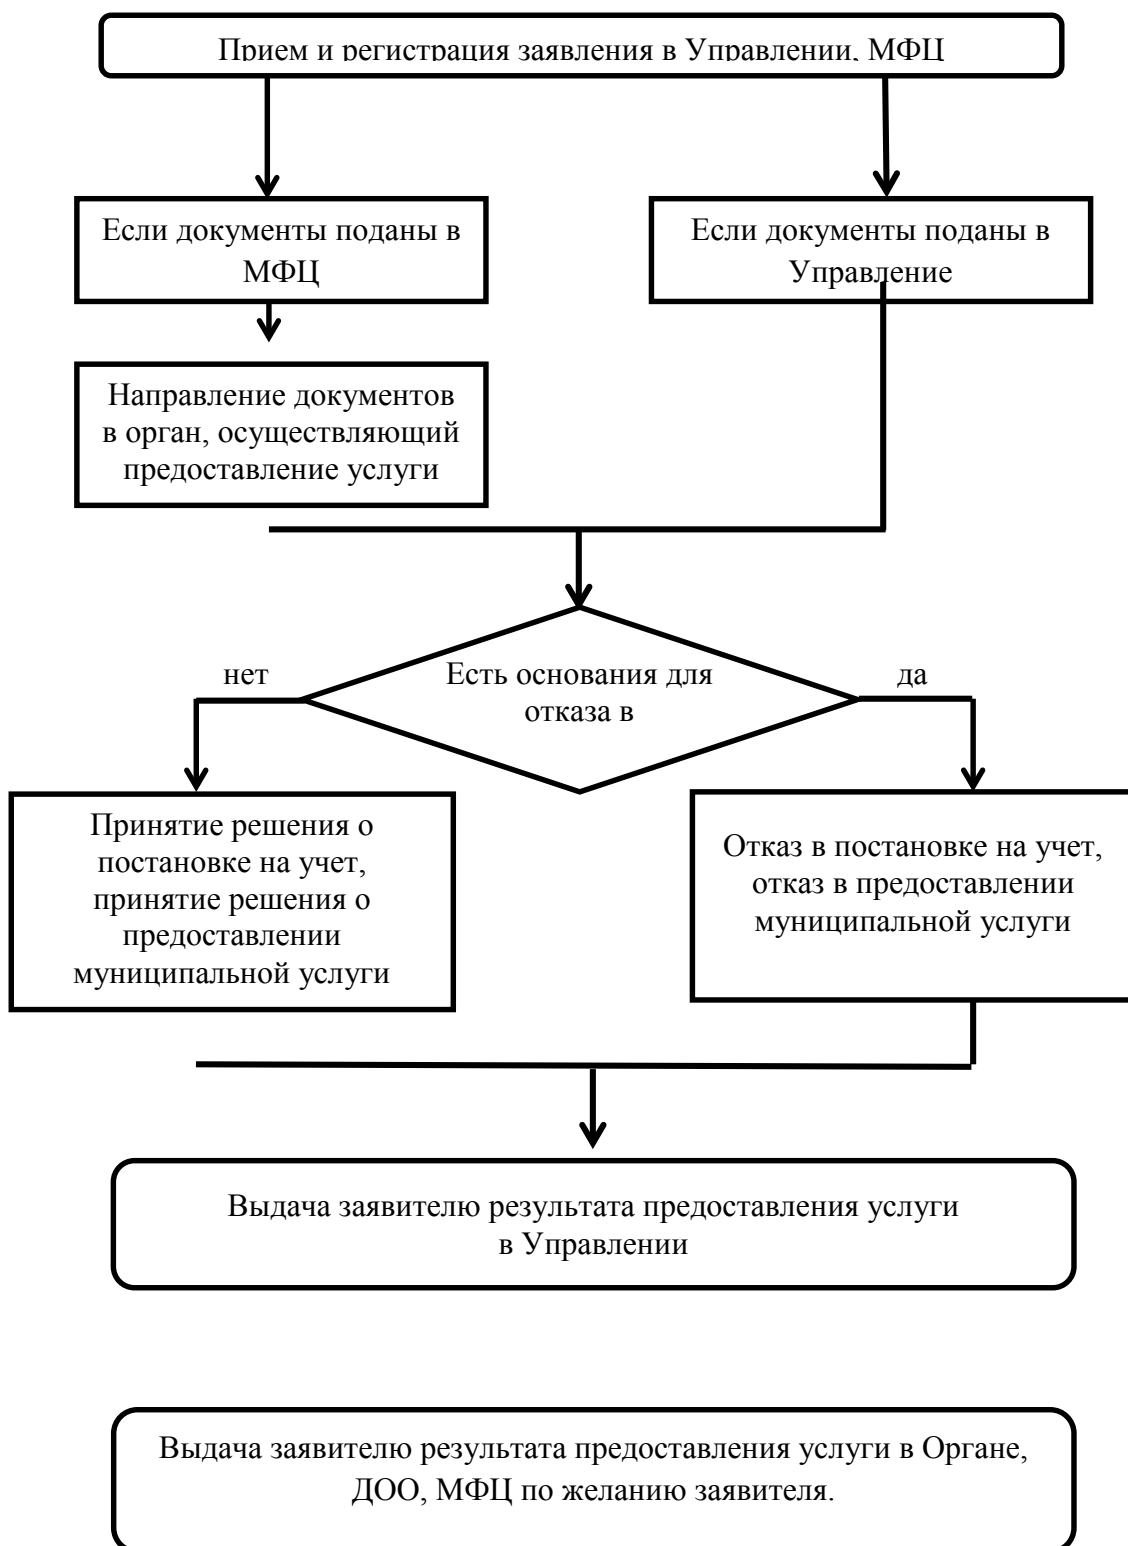 Прием и регистрация заявления в Управлении, МФЦ
Если документы поданы в
МФЦ
Если документы поданы в
Управление
Направление документов
в орган, осуществляющий
предоставление услуги
нет
Есть основания для
отказа в
да
Принятие решения о
постановке на учет,
принятие решения о
предоставлении
муниципальной услуги
Отказ в постановке на учет,
отказ в предоставлении
муниципальной услуги
Выдача заявителю результата предоставления услуги
в Управлении
Выдача заявителю результата предоставления услуги в Органе,
ДОО, МФЦ по желанию заявителя.